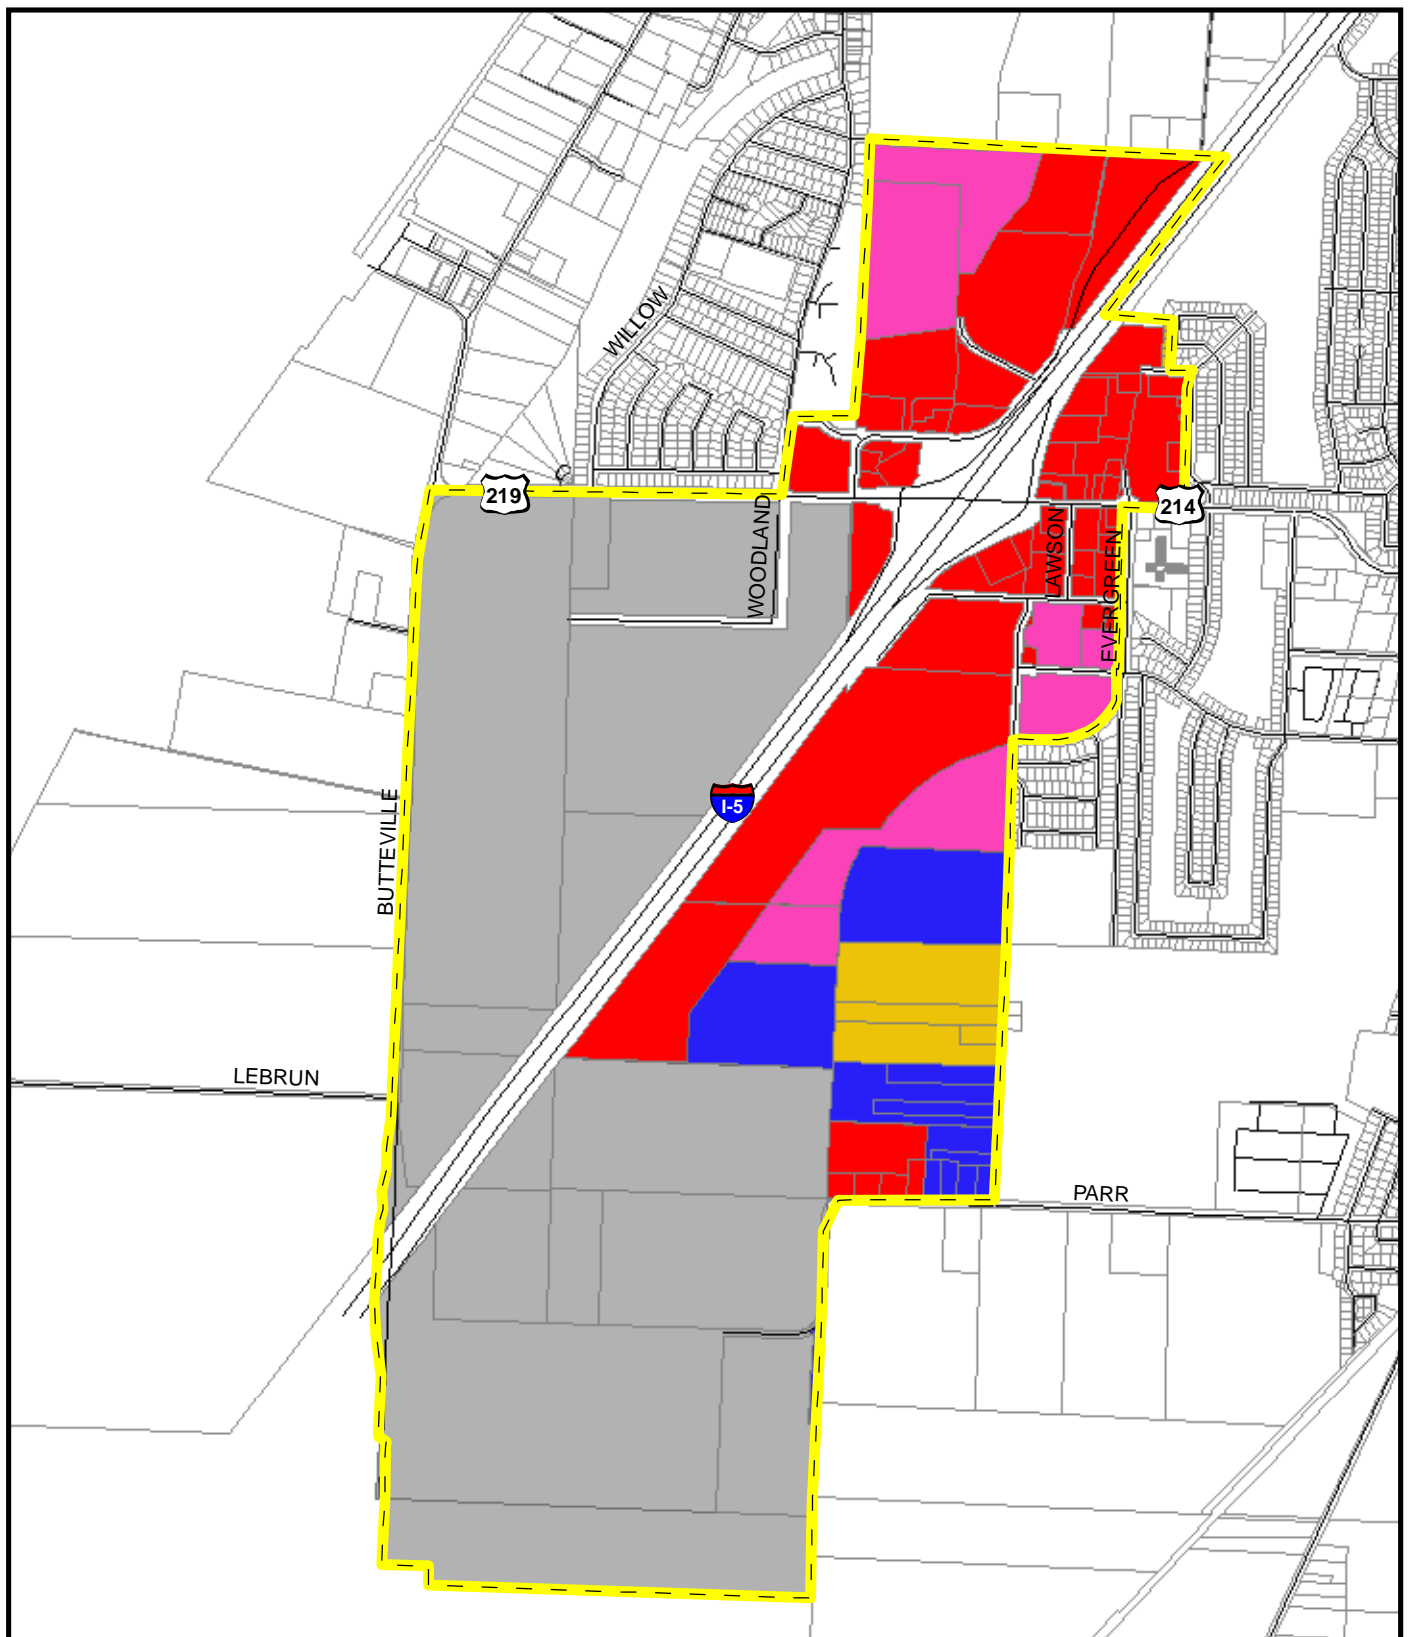 WILLOW
219
214
WOODLAND
LAWSON
EVERGREEN
I-5
BUTTEVILLE
LEBRUN
PARR